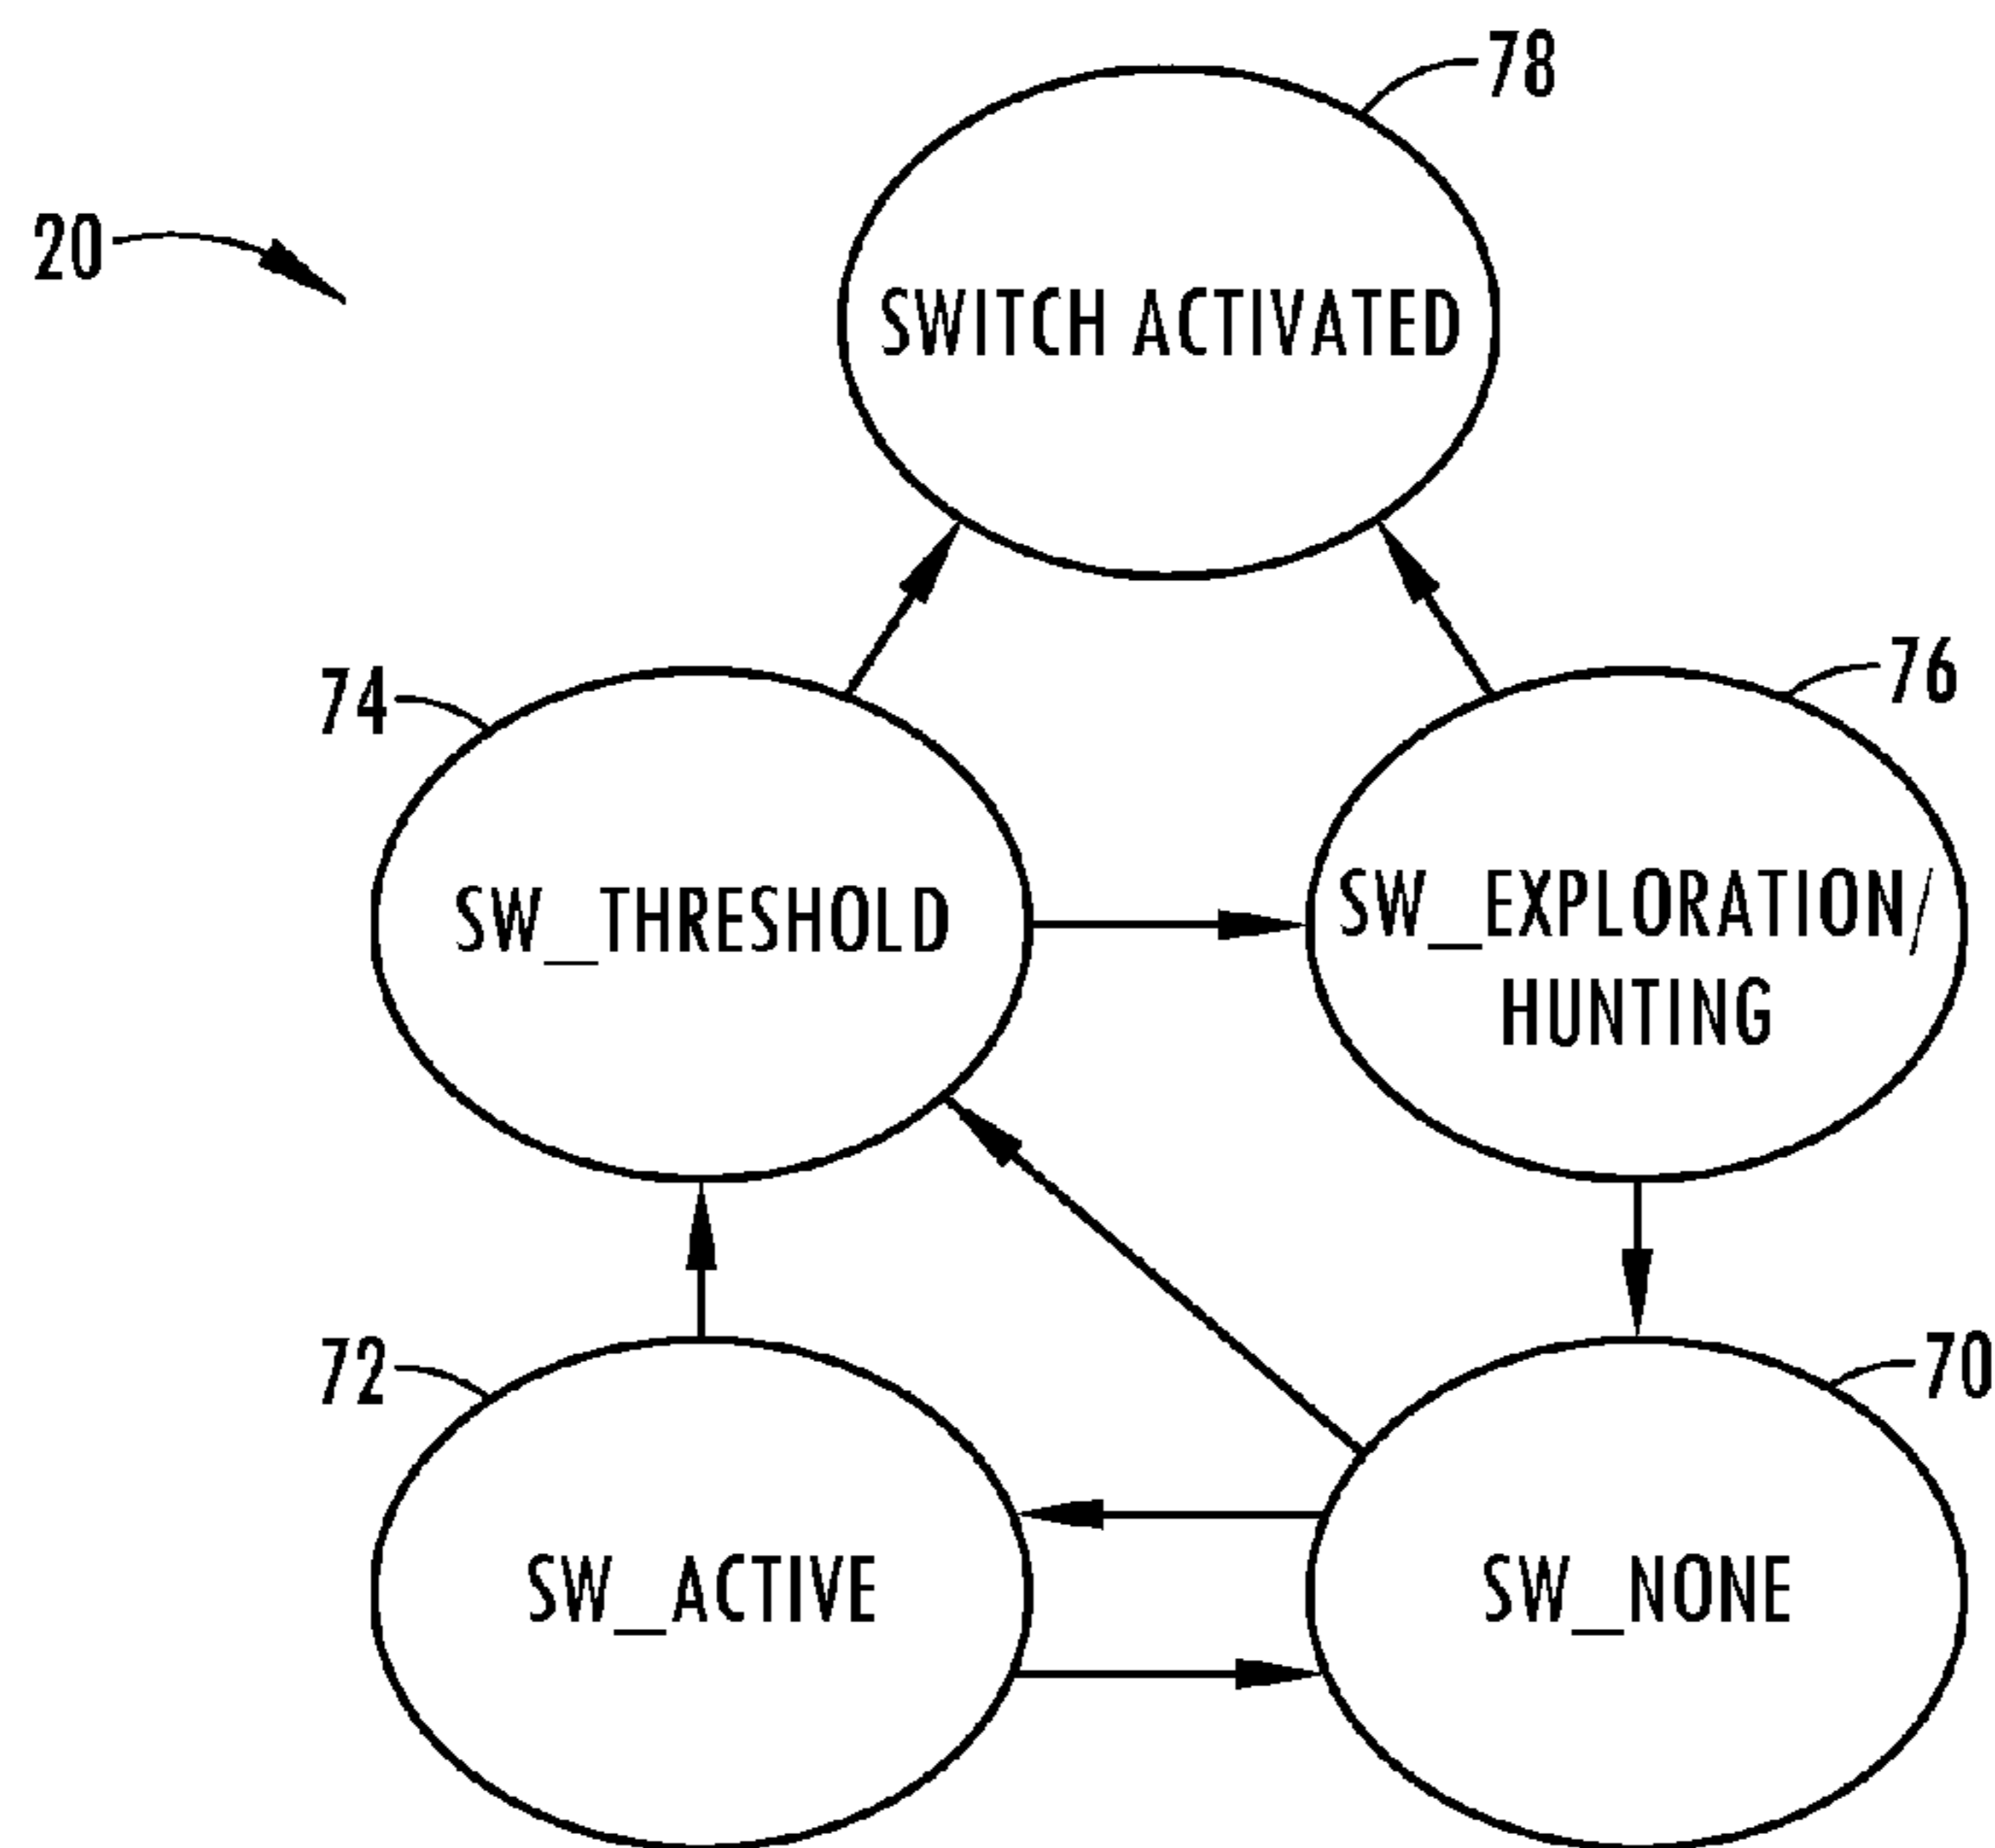 78
20
SWITCH ACTIVATED
74
76
SW_THRESHOLD
SW_EXPLORATION/
HUNTING
72
70
SW_ACTIVE
SW_NONE